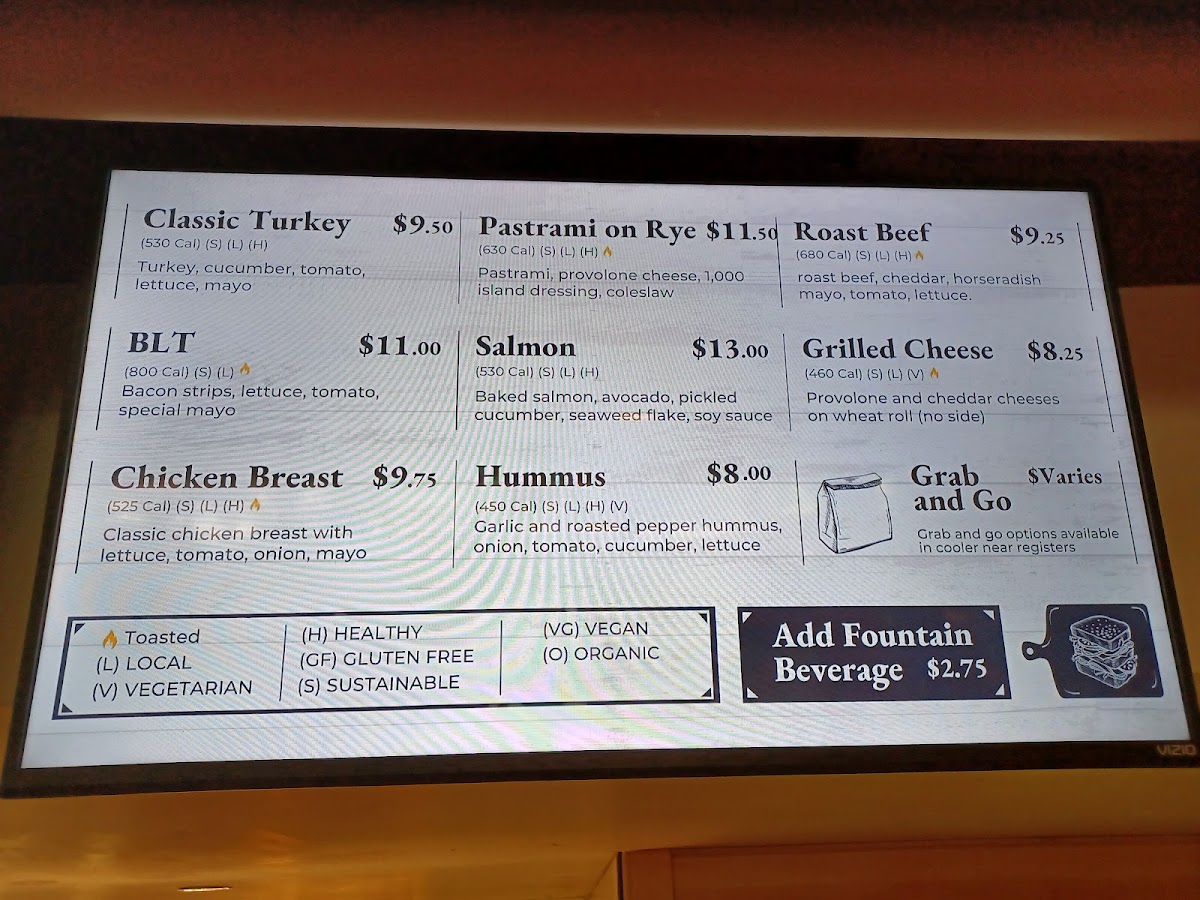 Classic Turkey $9.50
(530 Cal) (S) (L) (H)
Turkey, cucumber, tomato,
lettuce, mayo
Pastrami on Rye $11.50
(630 Cal) (S) (L) (H)
Pastrami, provolone cheese, 1,000
island dressing, coleslaw
Roast Beef $9.25
(680 Cal) (S) (L) (H)
roast beef, cheddar, horseradish
mayo, tomato, lettuce.
BLT $11.00
(800 Cal) (S) (L)
Bacon strips, lettuce, tomato,
special mayo
Salmon $13.00
(530 Cal) (S) (L) (H)
Baked salmon, avocado, pickled
cucumber, seaweed flake, soy sauce
Grilled Cheese $8.25
(460 Cal) (S) (L) (V)
Provolone and cheddar cheeses
on wheat roll (no side)
Chicken Breast $9.75
(525 Cal) (S) (L) (H)
Classic chicken breast with
lettuce, tomato, onion, mayo
Hummus $8.00
(450 Cal) (S) (L) (H) (V)
Garlic and roasted pepper hummus,
onion, tomato, cucumber, lettuce
Grab $Varies
and Go
Grab and go options available
in cooler near registers
Toasted
(L) LOCAL
(V) VEGETARIAN
(H) HEALTHY
(GF) GLUTEN FREE
(S) SUSTAINABLE
(VG) VEGAN
(O) ORGANIC
Add Fountain
Beverage $2.75
VIZIO